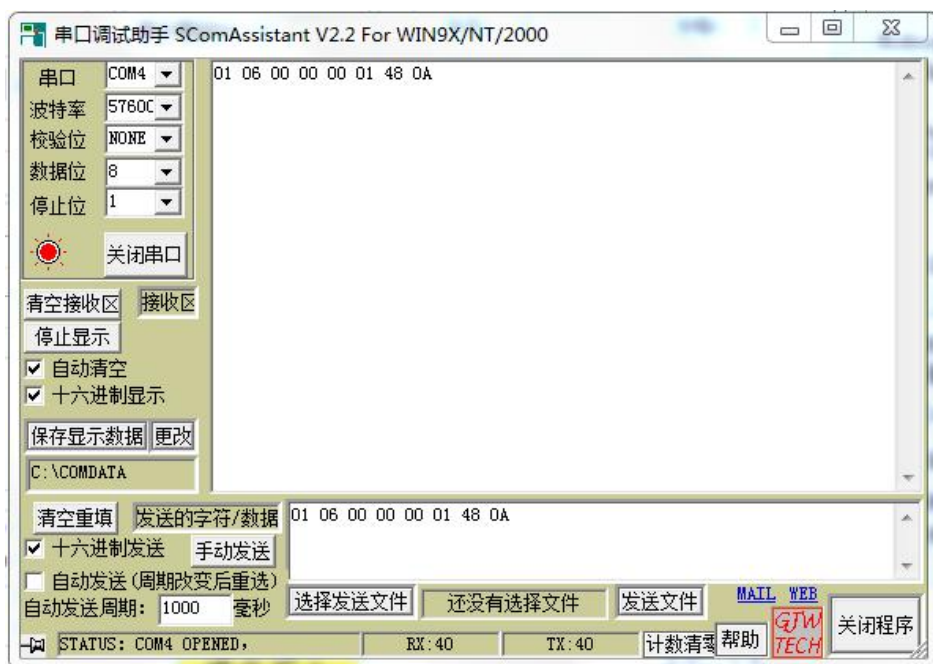 串口调试助手 SComAssistant V2.2 For WIN9X/NT/2000
串口 COM4
波特率 5760
校验位 NONE
数据位 8
停止位 1
关闭串口
清空接收区 接收区
停止显示
自动清空
十六进制显示
保存显示数据 更改
C:\COMDATA
01 06 00 00 00 01 48 0A
清空重填 发送的字符/数据
01 06 00 00 00 01 48 0A
十六进制发送 手动发送
自动发送(周期改变后重选)
自动发送周期: 1000 毫秒
选择发送文件 还没有选择文件 发送文件
MAIL WEB
GJW TECH
关闭程序
STATUS: COM4 OPENED, RX:40 TX:40 计数清零 帮助